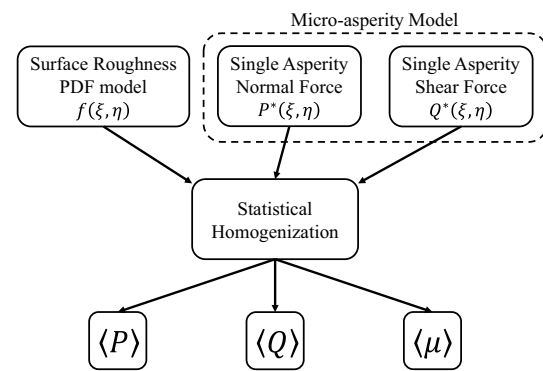 Micro-asperity Model
Surface Roughness
PDF model
f(ξ, η)
Single Asperity
Normal Force
P*(ξ, η)
Single Asperity
Shear Force
Q*(ξ, η)
Statistical
Homogenization
⟨P⟩
⟨Q⟩
⟨μ⟩